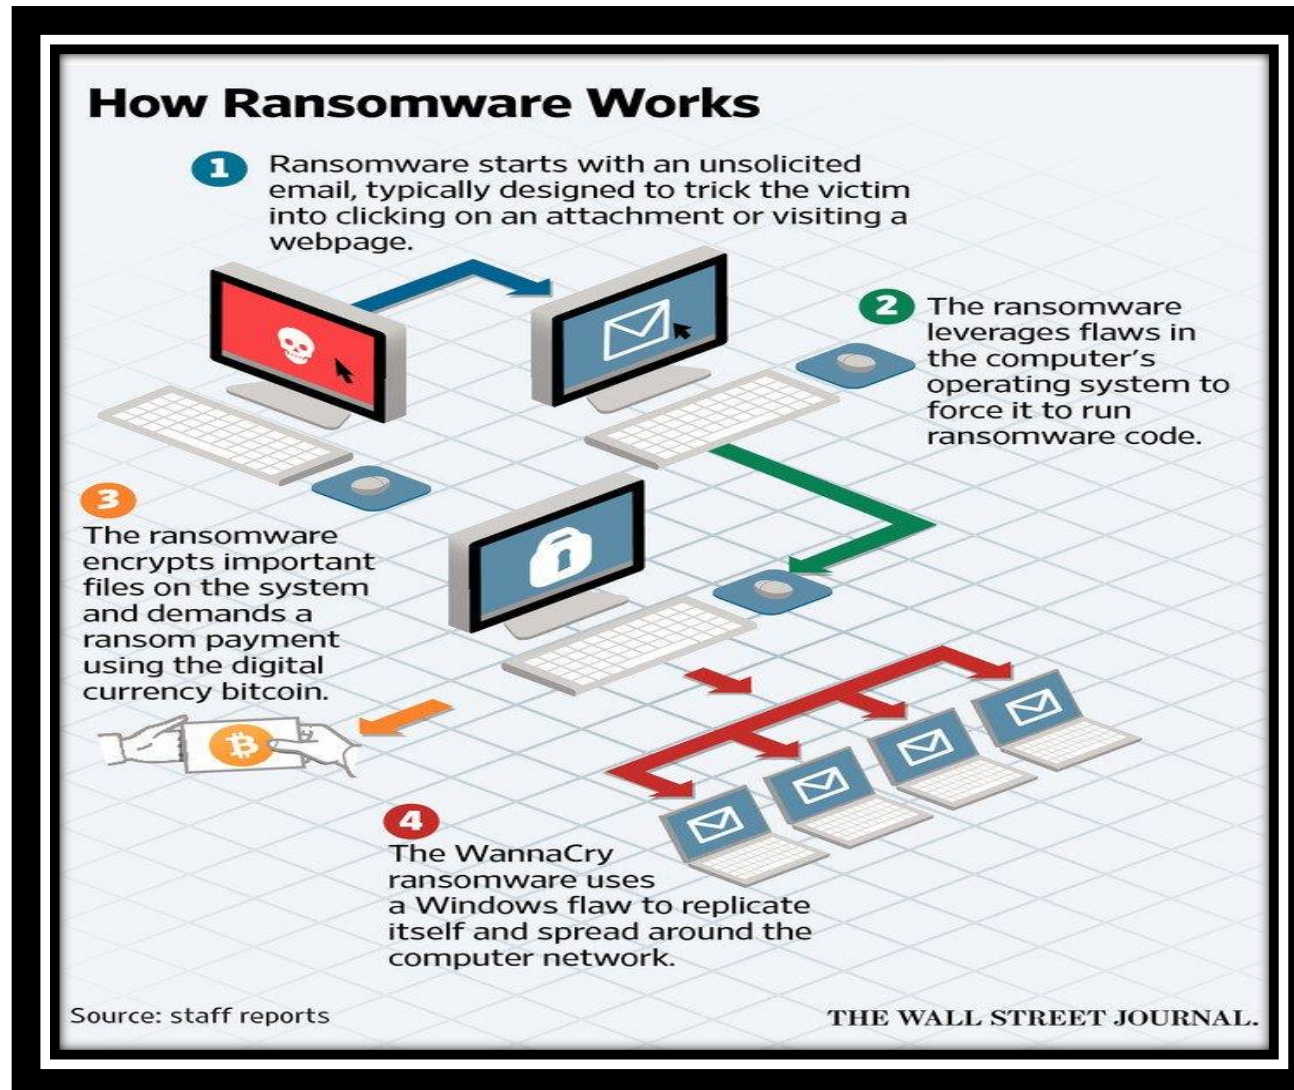 How Ransomware Works
1
Ransomware starts with an unsolicited
email, typically designed to trick the victim
into clicking on an attachment or visiting a
webpage.
2
The ransomware
leverages flaws in
the computer's
operating system to
force it to run
ransomware code.
3
The ransomware
encrypts important
files on the system
and demands a
ransom payment
using the digital
currency bitcoin.
4
The WannaCry
ransomware uses
a Windows flaw to replicate
itself and spread around the
computer network.
Source: staff reports
THE WALL STREET JOURNAL.